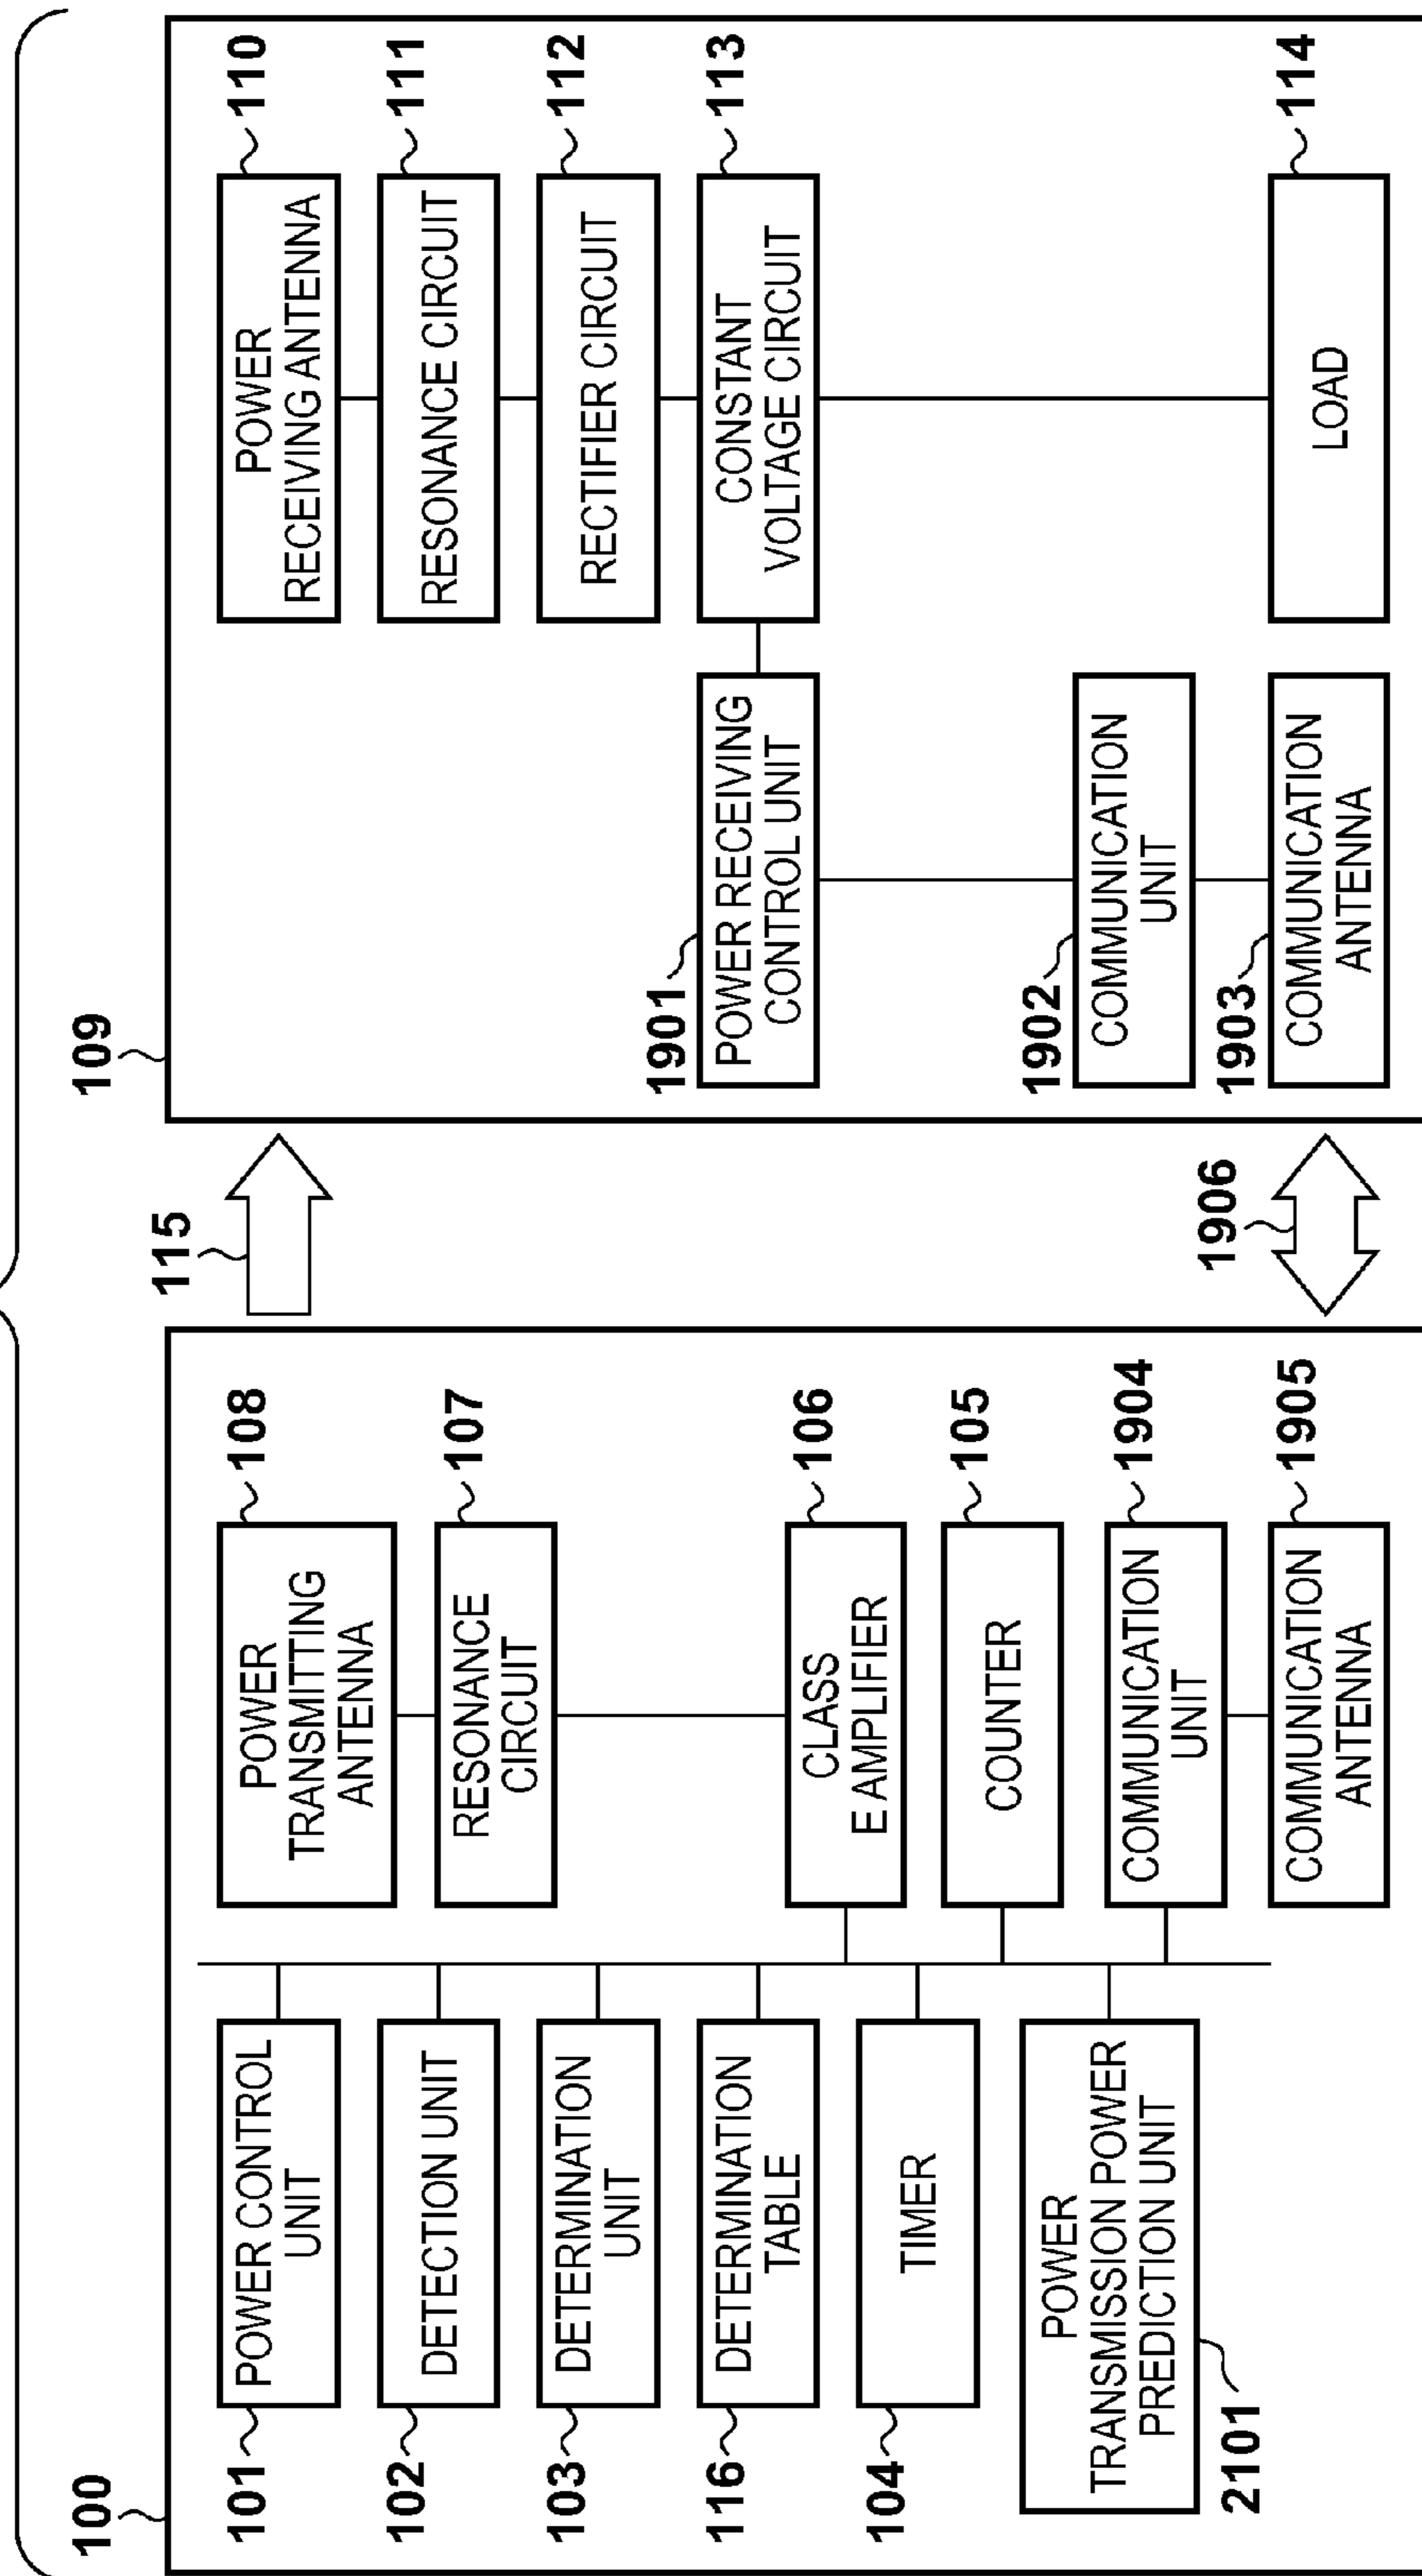 100
101
POWER CONTROL
UNIT
102
DETECTION UNIT
103
DETERMINATION
UNIT
116
DETERMINATION
TABLE
104
TIMER
2101
POWER
TRANSMISSION POWER
PREDICTION UNIT
108
POWER
TRANSMITTING
ANTENNA
107
RESONANCE
CIRCUIT
106
CLASS
E AMPLIFIER
105
COUNTER
1904
COMMUNICATION
UNIT
1905
COMMUNICATION
ANTENNA
115
1906
109
1901
POWER RECEIVING
CONTROL UNIT
1902
COMMUNICATION
UNIT
1903
COMMUNICATION
ANTENNA
110
POWER
RECEIVING ANTENNA
111
RESONANCE CIRCUIT
112
RECTIFIER CIRCUIT
113
CONSTANT
VOLTAGE CIRCUIT
114
LOAD